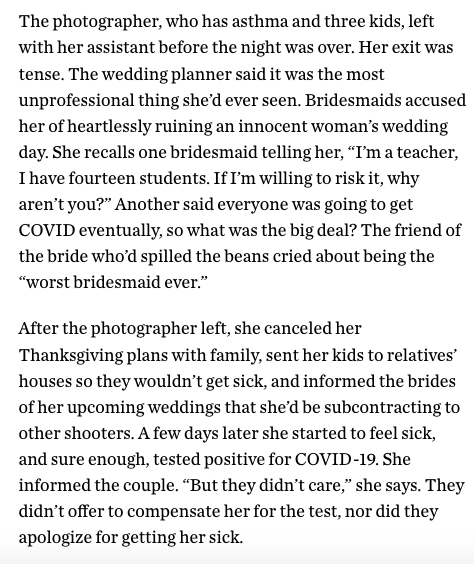 The photographer, who has asthma and three kids, left
with her assistant before the night was over. Her exit was
tense. The wedding planner said it was the most
unprofessional thing she’d ever seen. Bridesmaids accused
her of heartlessly ruining an innocent woman’s wedding
day. She recalls one bridesmaid telling her, “I’m a teacher,
I have fourteen students. If I’m willing to risk it, why
aren’t you?” Another said everyone was going to get
COVID eventually, so what was the big deal? The friend of
the bride who’d spilled the beans cried about being the
“worst bridesmaid ever.”
After the photographer left, she canceled her
Thanksgiving plans with family, sent her kids to relatives’
houses so they wouldn’t get sick, and informed the brides
of her upcoming weddings that she’d be subcontracting to
other shooters. A few days later she started to feel sick,
and sure enough, tested positive for COVID-19. She
informed the couple. “But they didn’t care,” she says. They
didn’t offer to compensate her for the test, nor did they
apologize for getting her sick.